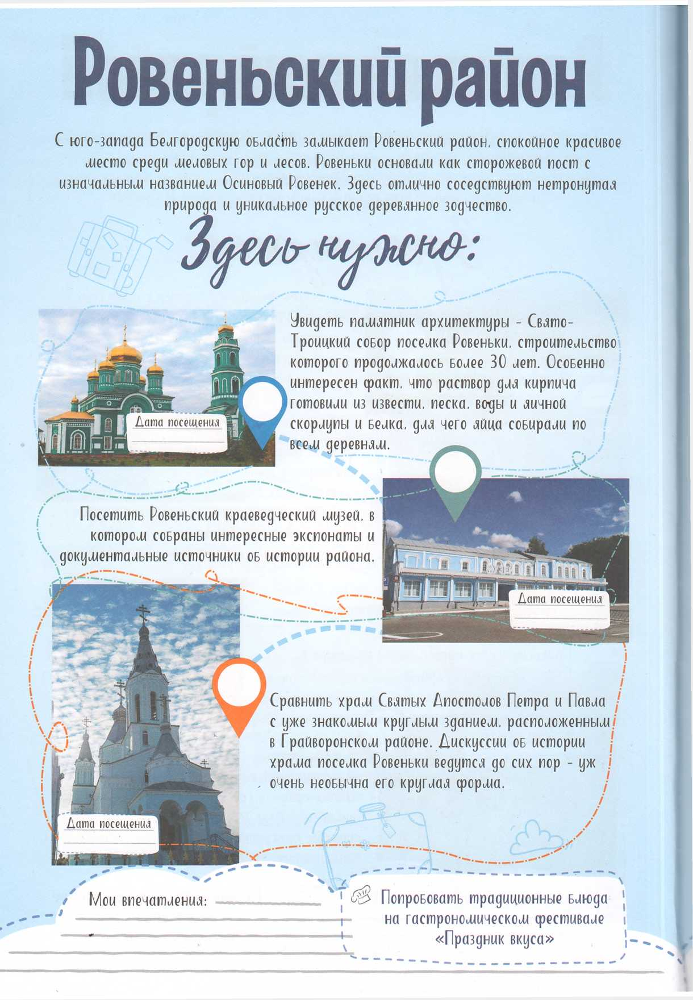 Ровеньский район
С юго-запада Белгородскую область замыкает Ровеньский район, спокойное красивое
место среди меловых гор и лесов. Ровеньки основали как сторожевой пост с
изначальным названием Осиновый Ровенек. Здесь отлично соседствуют нетронутая
природа и уникальное русское деревянное зодчество.
Здесь нужно:
Увидеть памятник архитектуры - Свято-
Троицкий собор поселка Ровеньки, строительство
которого продолжалось более 30 лет. Особенно
интересен факт, что раствор для кирпича
готовили из извести, песка, воды и яичной
скорлупы и белка, для чего яйца собирали по
всем деревням.
Дата посещения
Посетить Ровеньский краеведческий музей, в
котором собраны интересные экспонаты и
документальные источники об истории района.
Дата посещения
Сравнить храм Святых Апостолов Петра и Павла
с уже знакомым круглым зданием, расположенным
в Грайворонском районе. Дискуссии об истории
храма поселка Ровеньки ведутся до сих пор - уж
очень необычна его круглая форма.
Дата посещения
Мои впечатления:
Попробовать традиционные блюда
на гастрономическом фестивале
«Праздник вкуса»